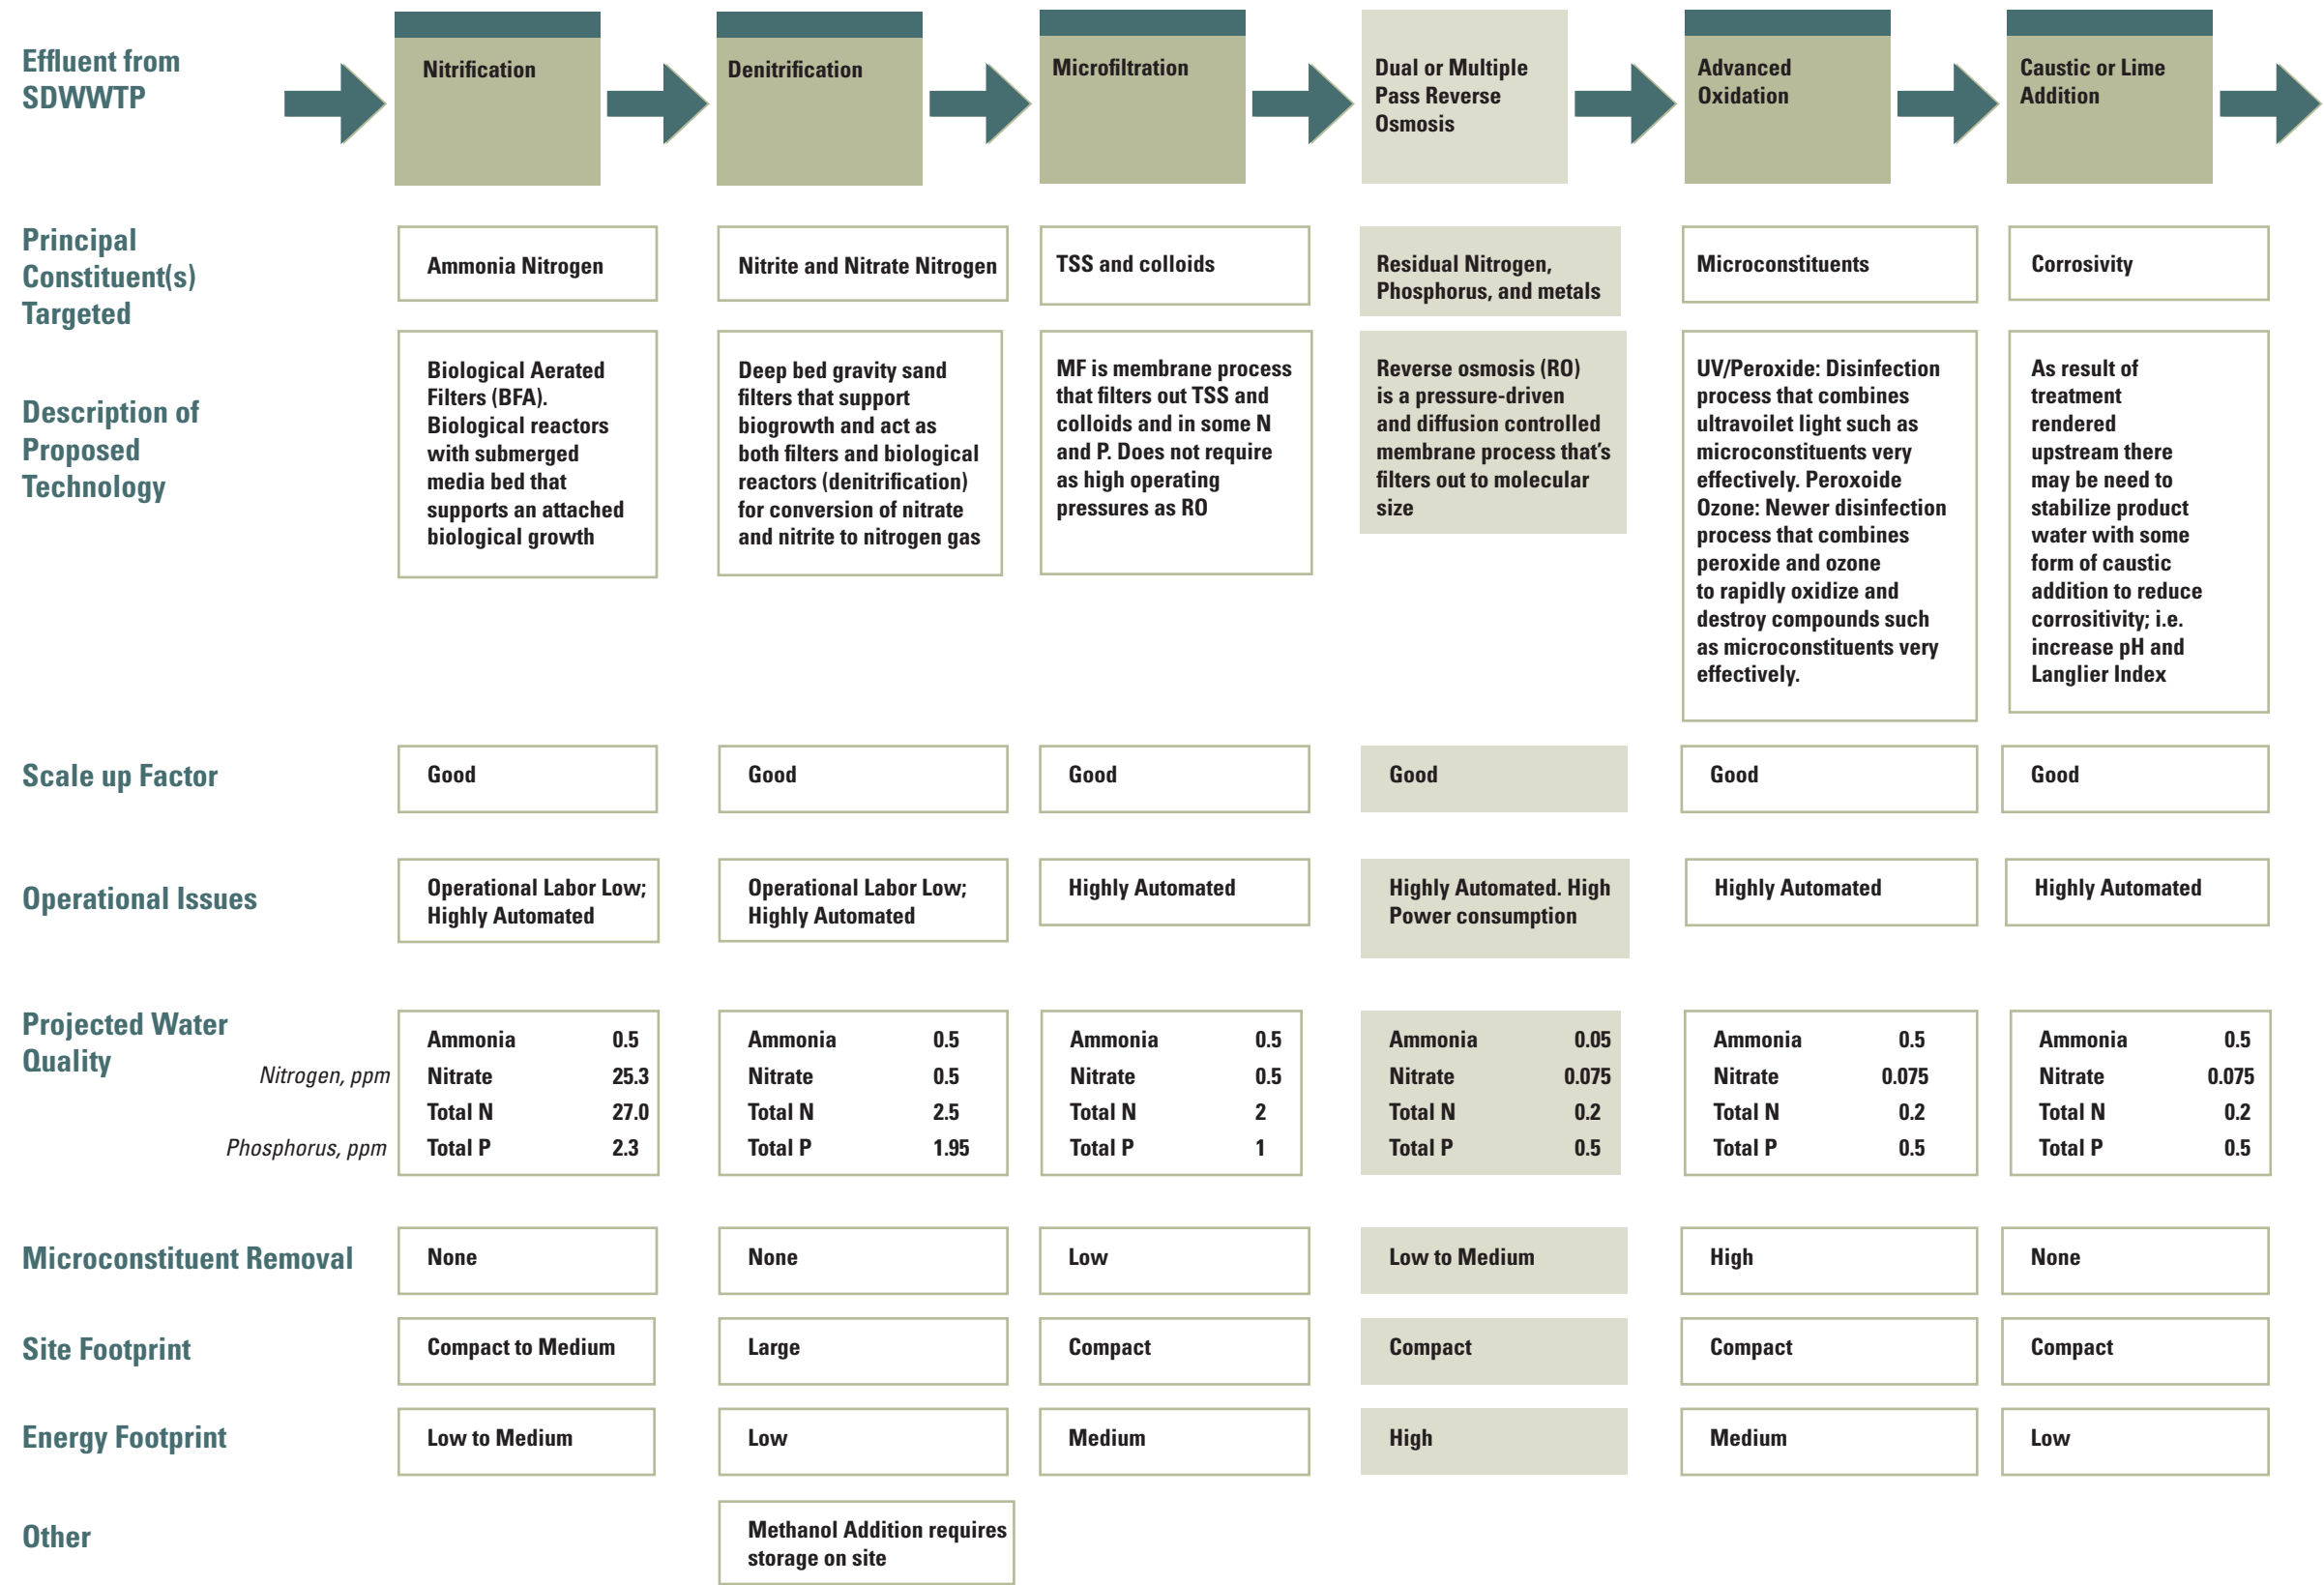 Effluent from
SDWWTP
Nitrification
Denitrification
Microfiltration
Dual or Multiple
Pass Reverse
Osmosis
Advanced
Oxidation
Caustic or Lime
Addition
Principal
Constituent(s)
Targeted
Ammonia Nitrogen
Nitrite and Nitrate Nitrogen
TSS and colloids
Residual Nitrogen,
Phosphorus, and metals
Microconstituents
Corrosivity
Description of
Proposed
Technology
Biological Aerated
Filters (BFA).
Biological reactors
with submerged
media bed that
supports an attached
biological growth
Deep bed gravity sand
filters that support
biogrowth and act as
both filters and biological
reactors (denitrification)
for conversion of nitrate
and nitrite to nitrogen gas
MF is membrane process
that filters out TSS and
colloids and in some N
and P. Does not require
as high operating
pressures as RO
Reverse osmosis (RO)
is a pressure-driven
and diffusion controlled
membrane process that's
filters out to molecular
size
UV/Peroxide: Disinfection
process that combines
ultravoilet light such as
microconstituents very
effectively. Peroxoide
Ozone: Newer disinfection
process that combines
peroxide and ozone
to rapidly oxidize and
destroy compounds such
as microconstituents very
effectively.
As result of
treatment
rendered
upstream there
may be need to
stabilize product
water with some
form of caustic
addition to reduce
corrositivity; i.e.
increase pH and
Langlier Index
Scale up Factor
Good
Good
Good
Good
Good
Good
Operational Issues
Operational Labor Low;
Highly Automated
Operational Labor Low;
Highly Automated
Highly Automated
Highly Automated. High
Power consumption
Highly Automated
Highly Automated
Projected Water
Quality
Nitrogen, ppm
Phosphorus, ppm
Ammonia 0.5
Nitrate 25.3
Total N 27.0
Total P 2.3
Ammonia 0.5
Nitrate 0.5
Total N 2.5
Total P 1.95
Ammonia 0.5
Nitrate 0.5
Total N 2
Total P 1
Ammonia 0.05
Nitrate 0.075
Total N 0.2
Total P 0.5
Ammonia 0.5
Nitrate 0.075
Total N 0.2
Total P 0.5
Ammonia 0.5
Nitrate 0.075
Total N 0.2
Total P 0.5
Microconstituent Removal
None
None
Low
Low to Medium
High
None
Site Footprint
Compact to Medium
Large
Compact
Compact
Compact
Compact
Energy Footprint
Low to Medium
Low
Medium
High
Medium
Low
Other
Methanol Addition requires
storage on site